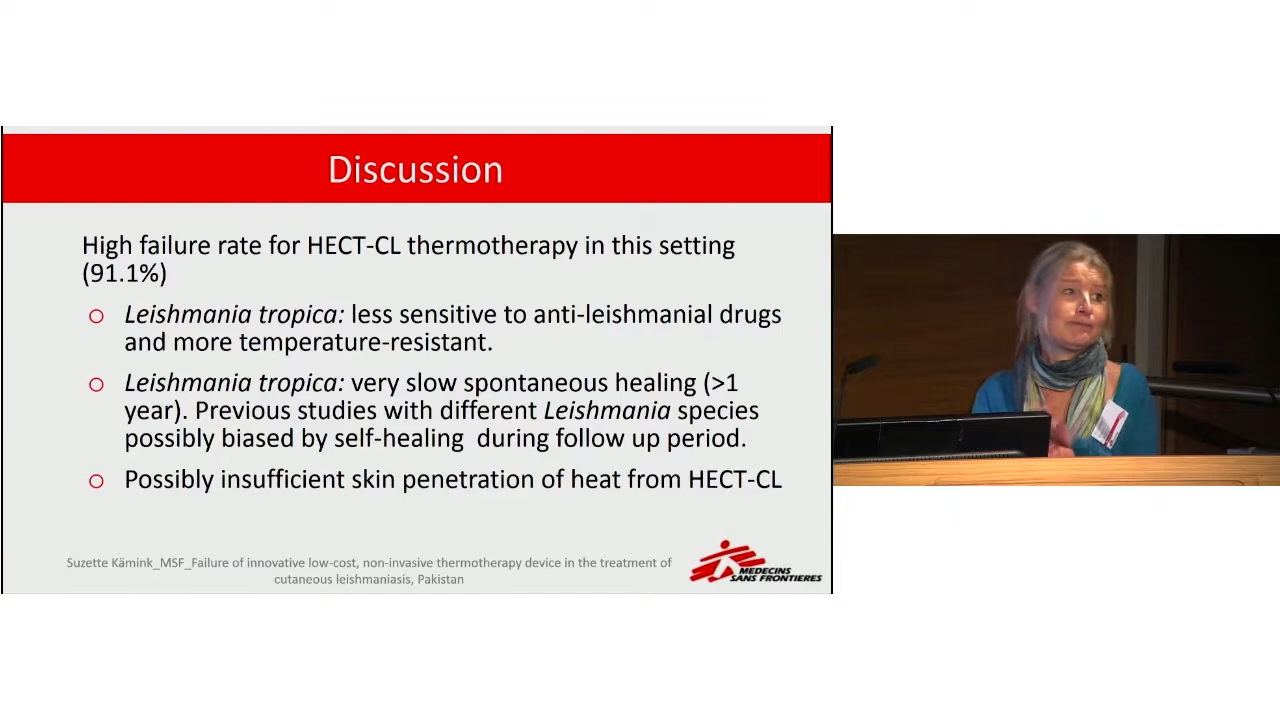 Discussion
High failure rate for HECT-CL thermotherapy in this setting
(91.1%)
Leishmania tropica: less sensitive to anti-leishmanial drugs
and more temperature-resistant.
Leishmania tropica: very slow spontaneous healing (>1
year). Previous studies with different Leishmania species
possibly biased by self-healing during follow up period.
Possibly insufficient skin penetration of heat from HECT-CL
Suzette Kämink_MSF_Failure of innovative low-cost, non-invasive thermotherapy device in the treatment of
cutaneous leishmaniasis, Pakistan
MEDECINS
SANS FRONTIERES